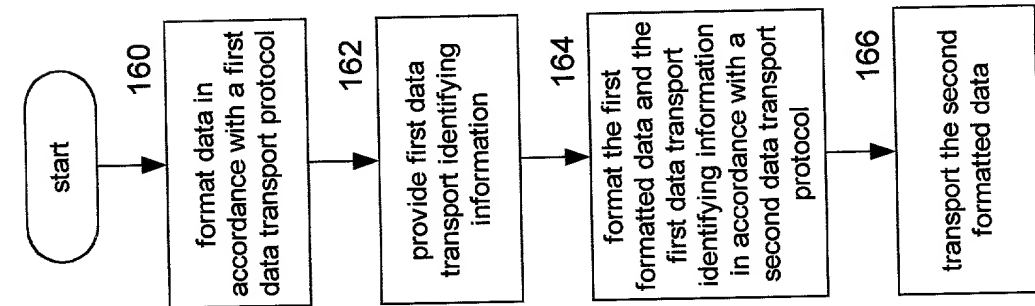 start
160
format data in
accordance with a first
data transport protocol
162
provide first data
transport identifying
information
164
format the first
formatted data and the
first data transport
identifying information
in accordance with a
second data transport
protocol
166
transport the second
formatted data